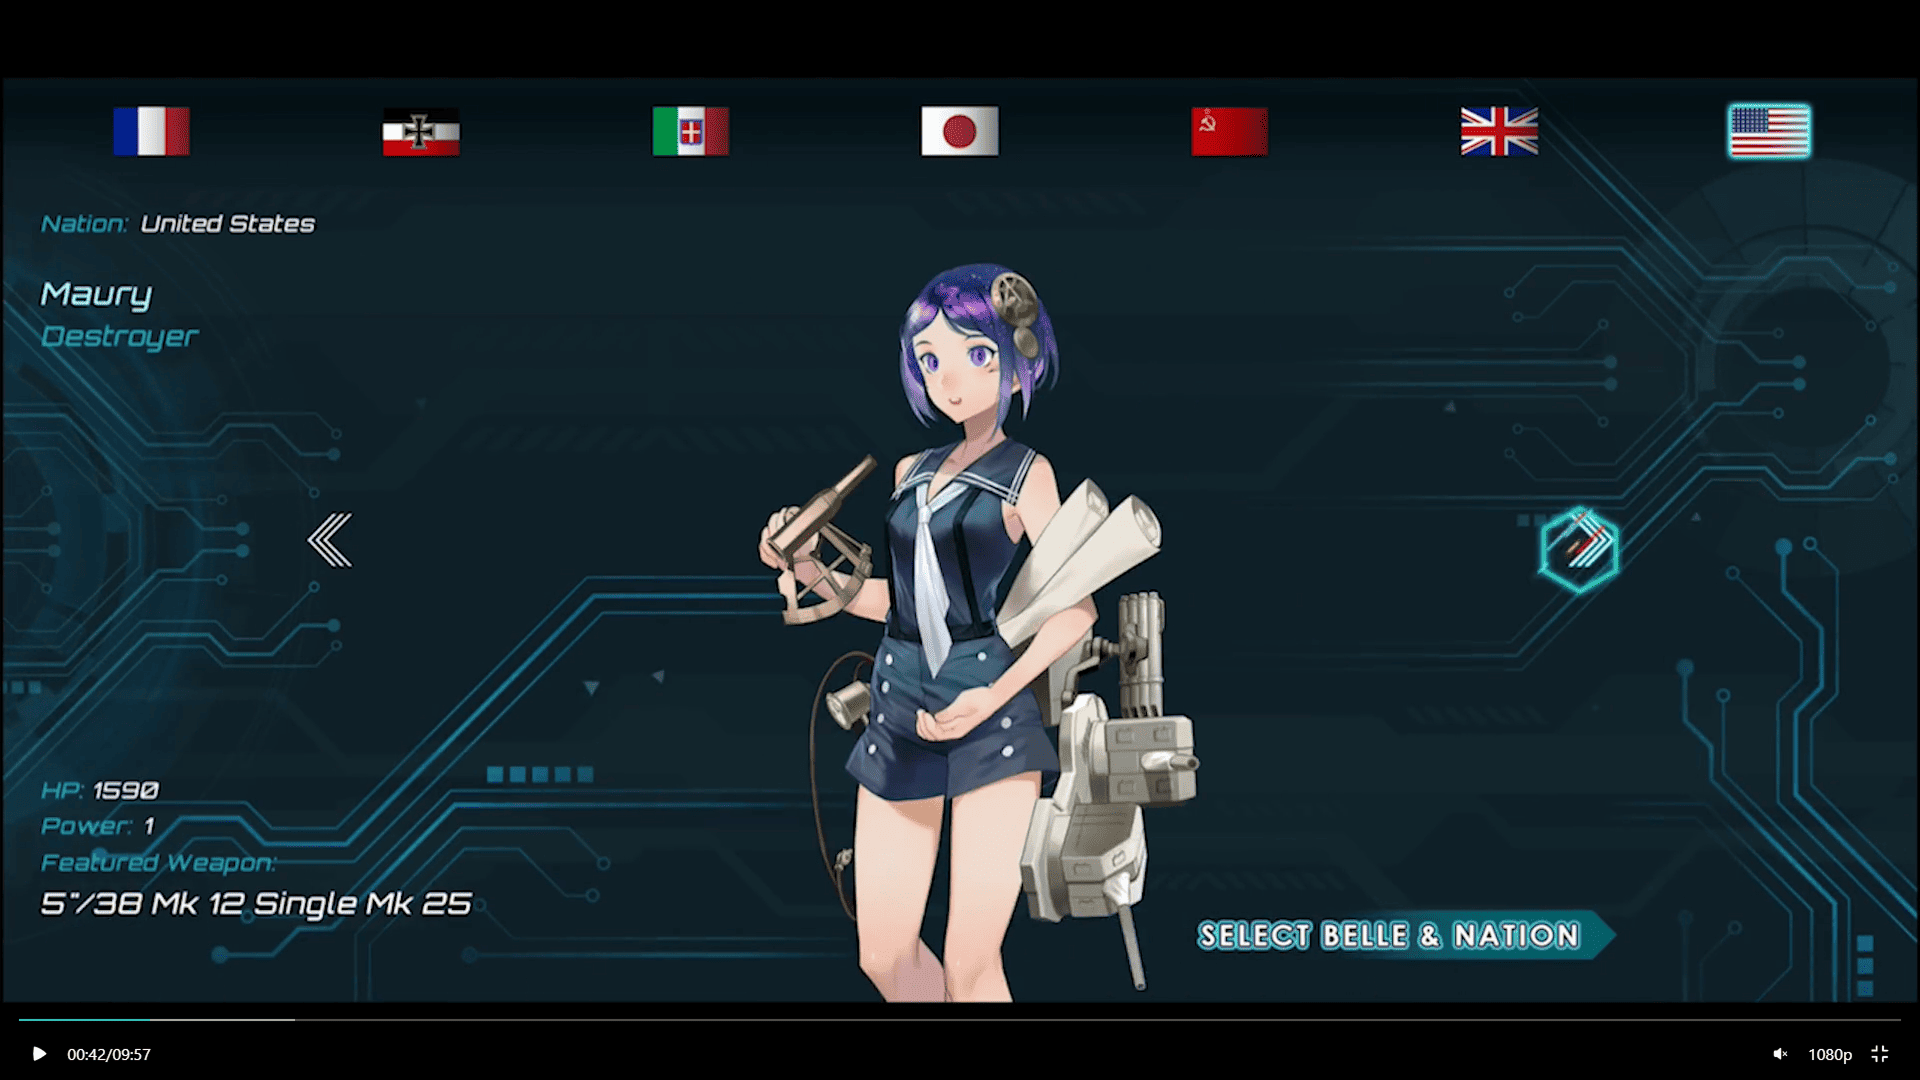 Nation: United States
Maury
Destroyer
HP: 1590
Power: 1
Featured Weapon:
5"/38 Mk 12 Single Mk 25
SELECT BELLE & NATION
00:42/09:57
1080p